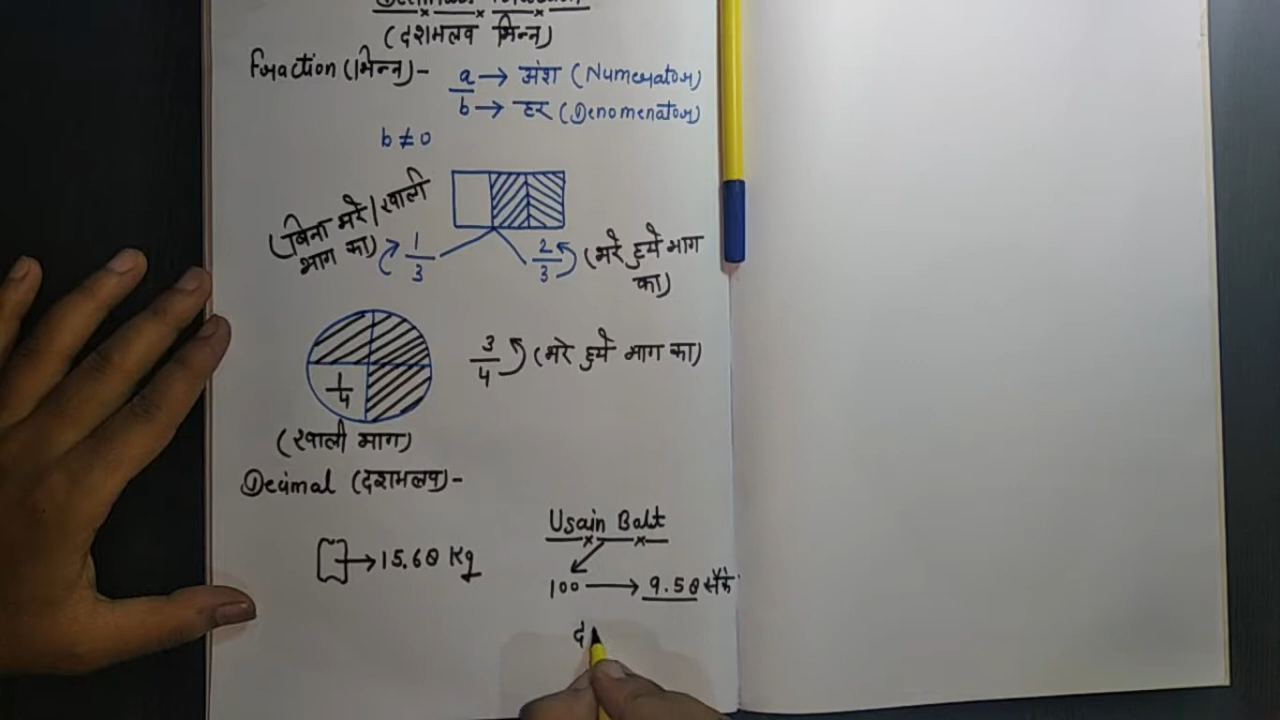 (दशमलव भिन्न)
Fraction (भिन्न) -
a → अंश (Numerator)
b → हर (Denomenator)
b ≠ 0
(बिना भरे/खाली
भाग का)
1/3
2/3
(भरे हुये भाग
का)
3/4
(भरे हुये भाग का)
1/4
(खाली भाग)
Decimal (दशमलव) -
Usain Bolt
→ 15.60 Kg
100 → 9.58 सैके
द